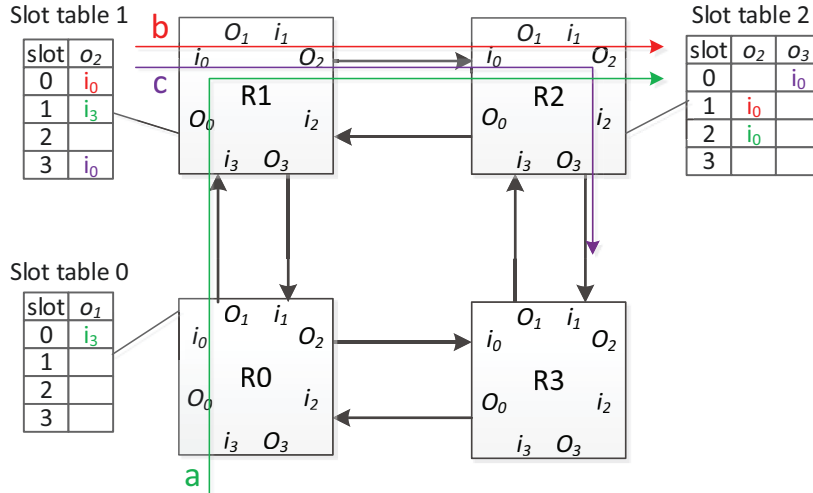 Slot table 1
slot o2
0 i0
1 i3
2
3 i0
b
c
O1 i1
i0 O2
R1
O0 i2
i3 O3
O1 i1
i0 O2
R2
O0 i2
i3 O3
Slot table 2
slot o2 o3
0 i0
1 i0
2 i0
3
Slot table 0
slot o1
0 i3
1
2
3
O1 i1
i0 O2
R0
O0 i2
i3 O3
a
O1 i1
i0 O2
R3
O0 i2
i3 O3